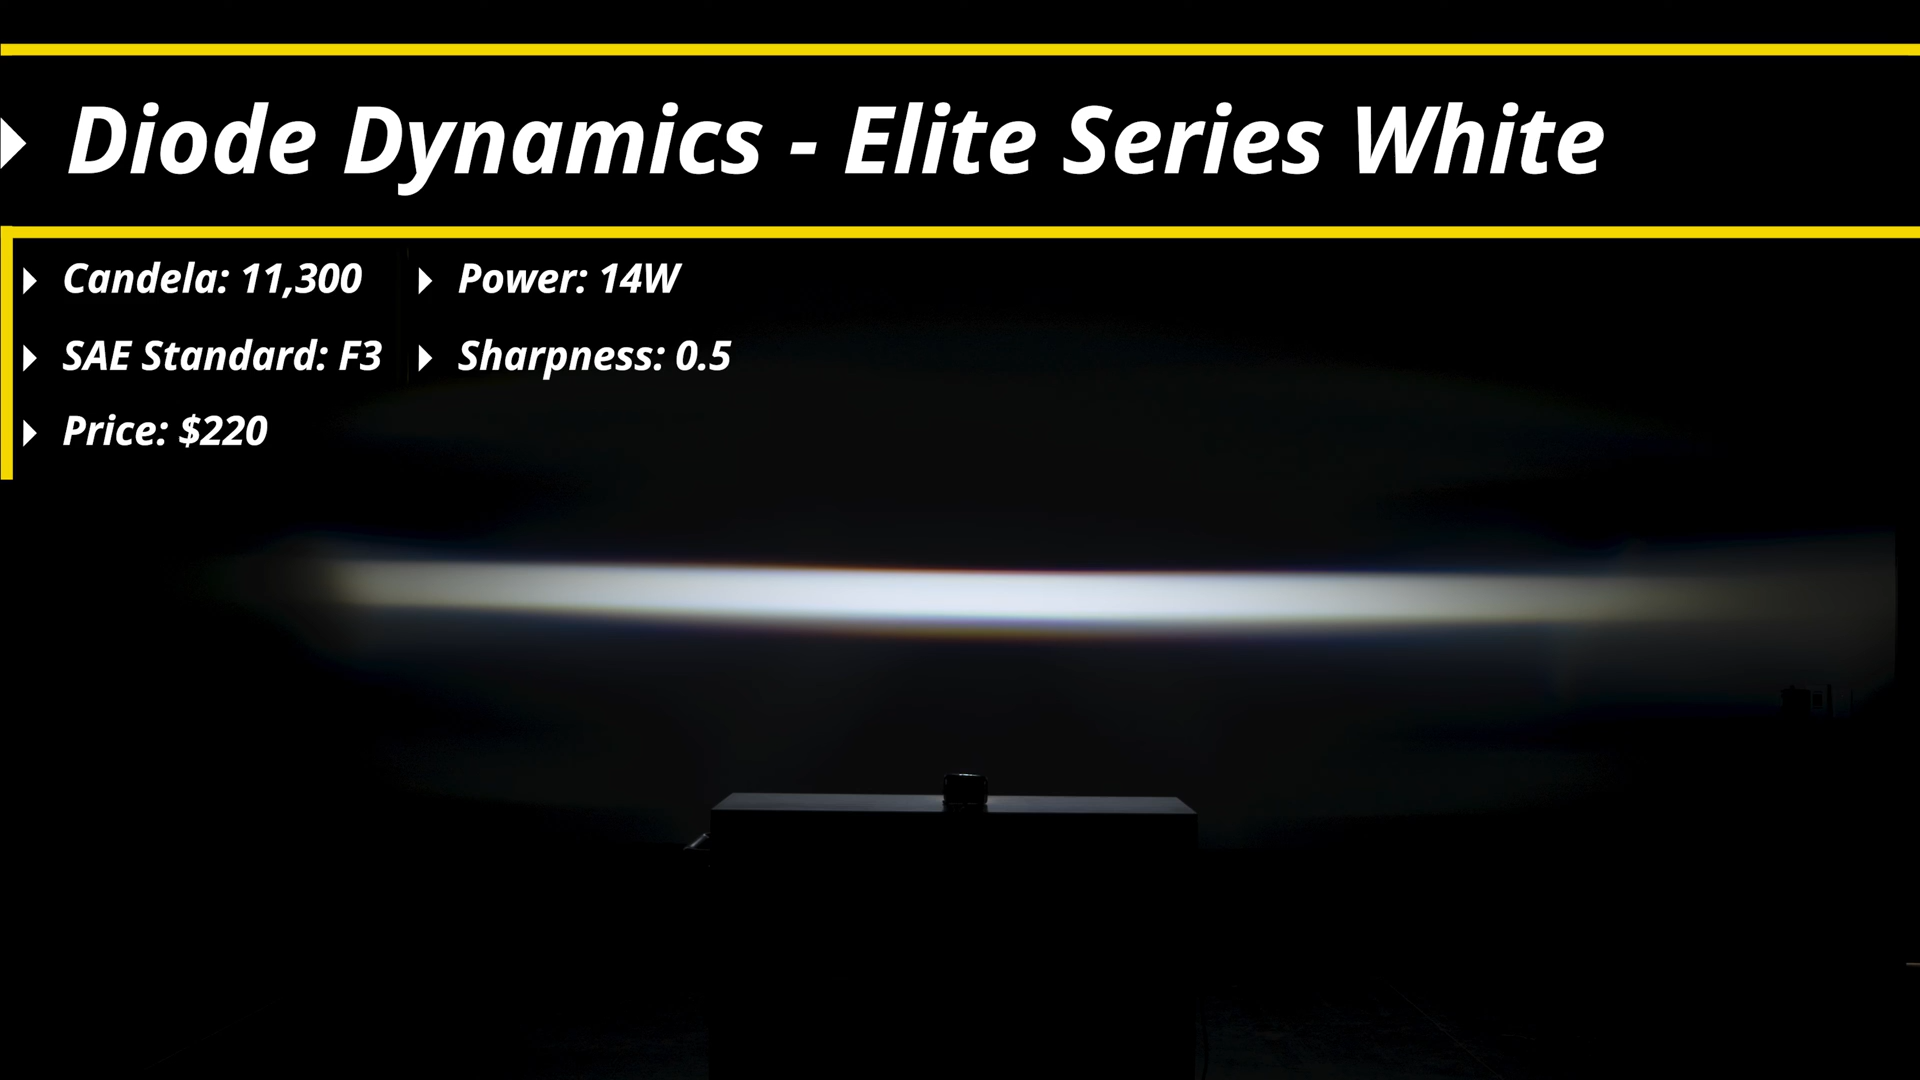 Diode Dynamics - Elite Series White
Candela: 11,300
Power: 14W
SAE Standard: F3
Sharpness: 0.5
Price: $220